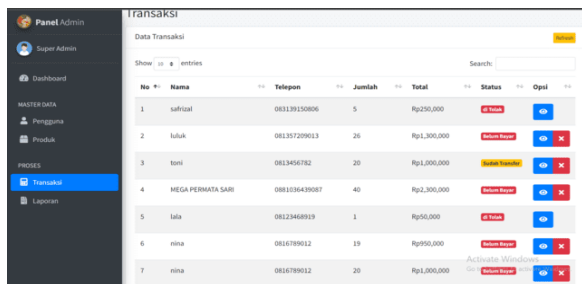 Panel Admin
Super Admin
Dashboard
MASTER DATA
Pengguna
Produk
PROSES
Transaksi
Laporan
Transaksi
Data Transaksi
Refresh
Show 10 entries
Search:
No Nama Telepon Jumlah Total Status Opsi
1 safrizal 083139150806 5 Rp250,000 di Tolak
2 luluk 081357209013 26 Rp1,300,000 Belum Bayar
3 toni 0813456782 20 Rp1,000,000 Sudah Transfer
4 MEGA PERMATA SARI 0881036439087 40 Rp2,300,000 Belum Bayar
5 lala 08123468919 1 Rp50,000 di Tolak
6 nina 0816789012 19 Rp950,000 Belum Bayar
Activate Windows
7 nina 0816789012 20 Rp1,000,000 Belum Bayar